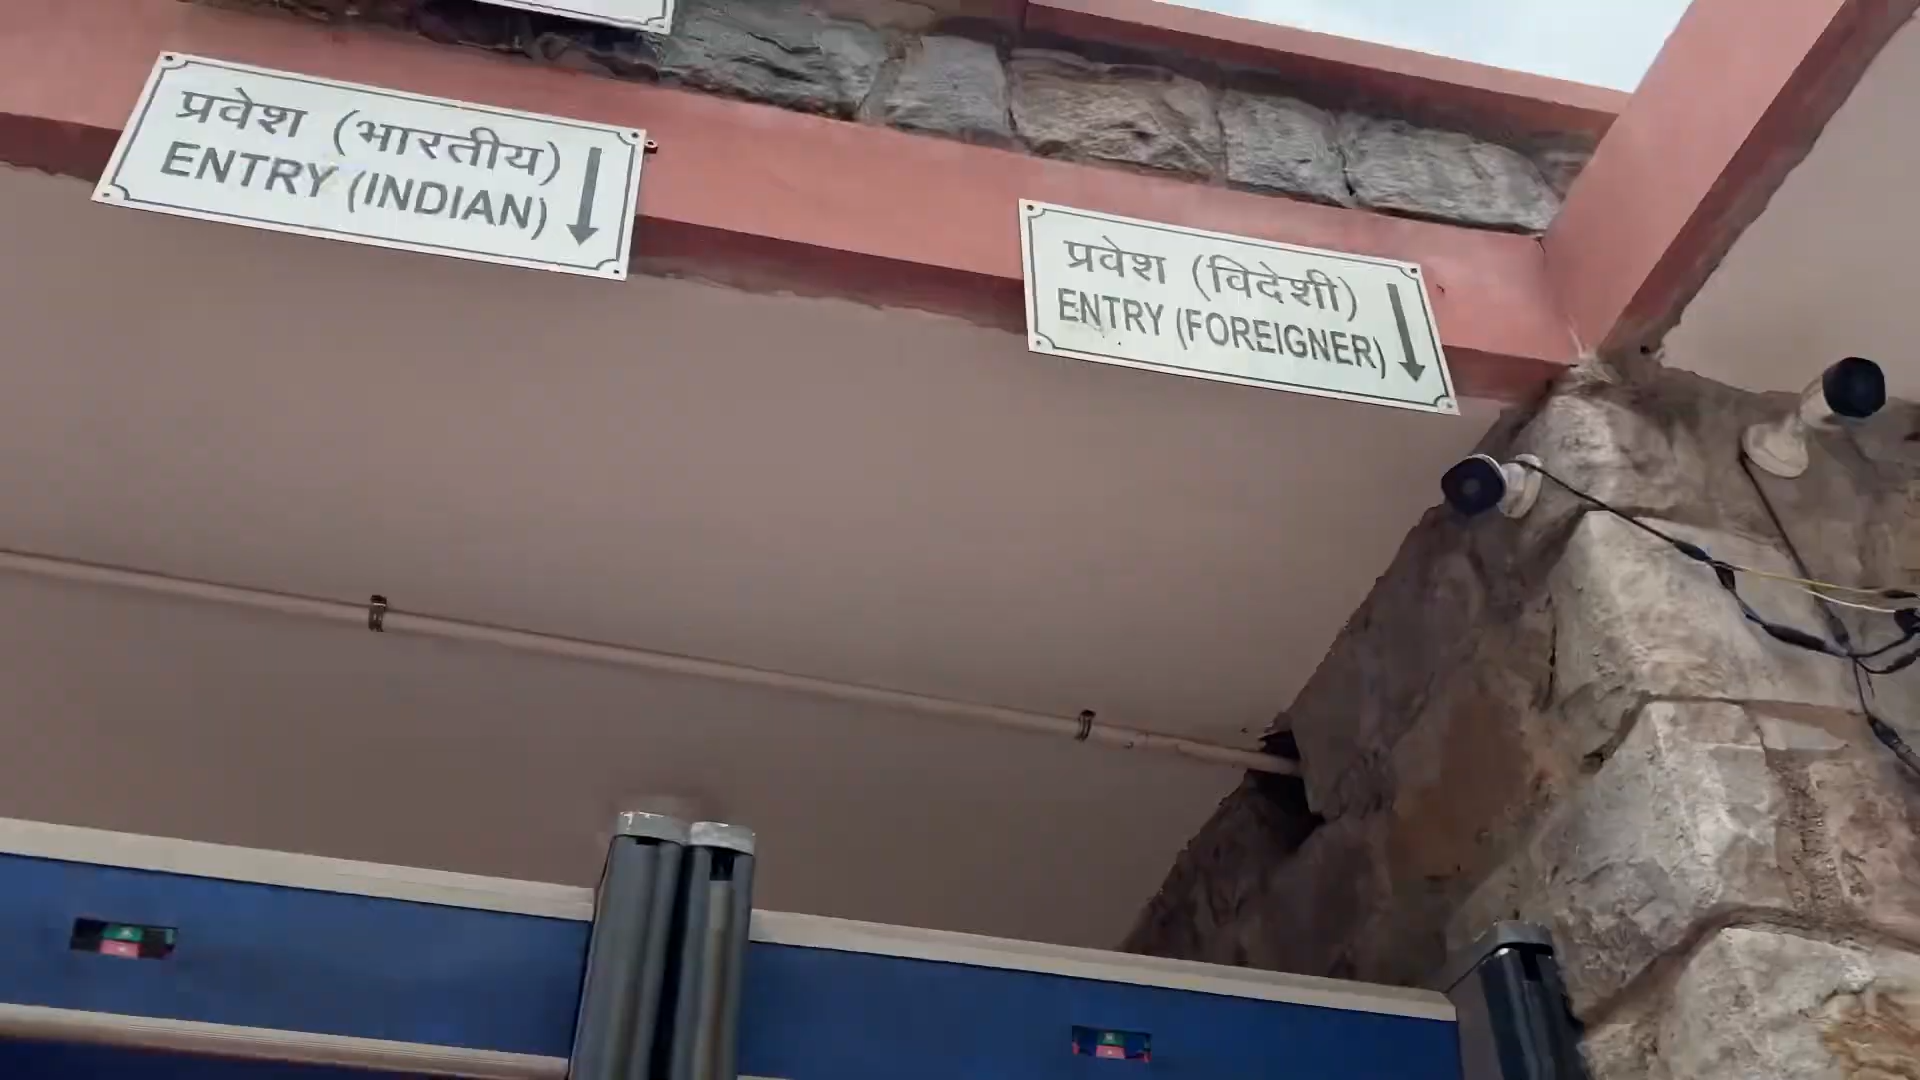 प्रवेश (भारतीय)
ENTRY (INDIAN)
प्रवेश (विदेशी)
ENTRY (FOREIGNER)